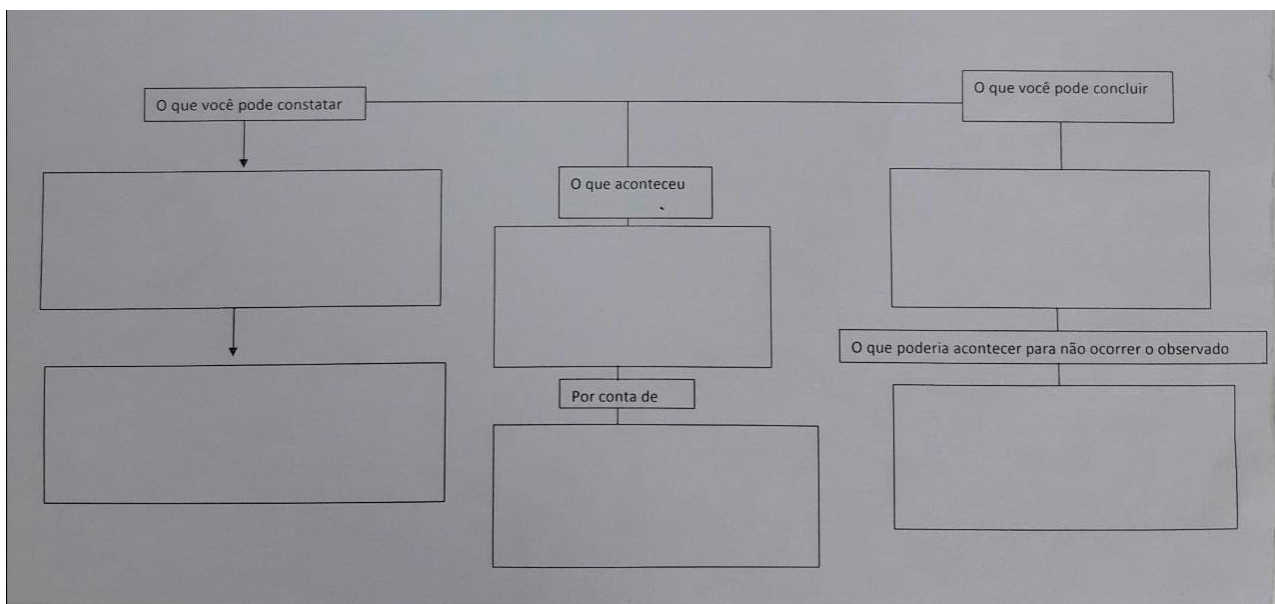 O que você pode constatar
O que você pode concluir
O que aconteceu
O que poderia acontecer para não ocorrer o observado
Por conta de